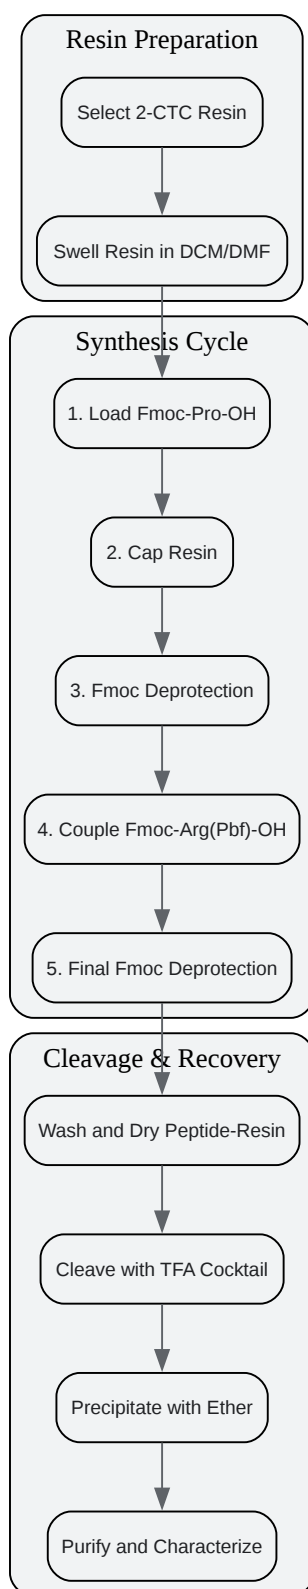 Resin Preparation
Select 2-CTC Resin
Swell Resin in DCM/DMF
Synthesis Cycle
1. Load Fmoc-Pro-OH
2. Cap Resin
3. Fmoc Deprotection
4. Couple Fmoc-Arg(Pbf)-OH
5. Final Fmoc Deprotection
Cleavage & Recovery
Wash and Dry Peptide-Resin
Cleave with TFA Cocktail
Precipitate with Ether
Purify and Characterize